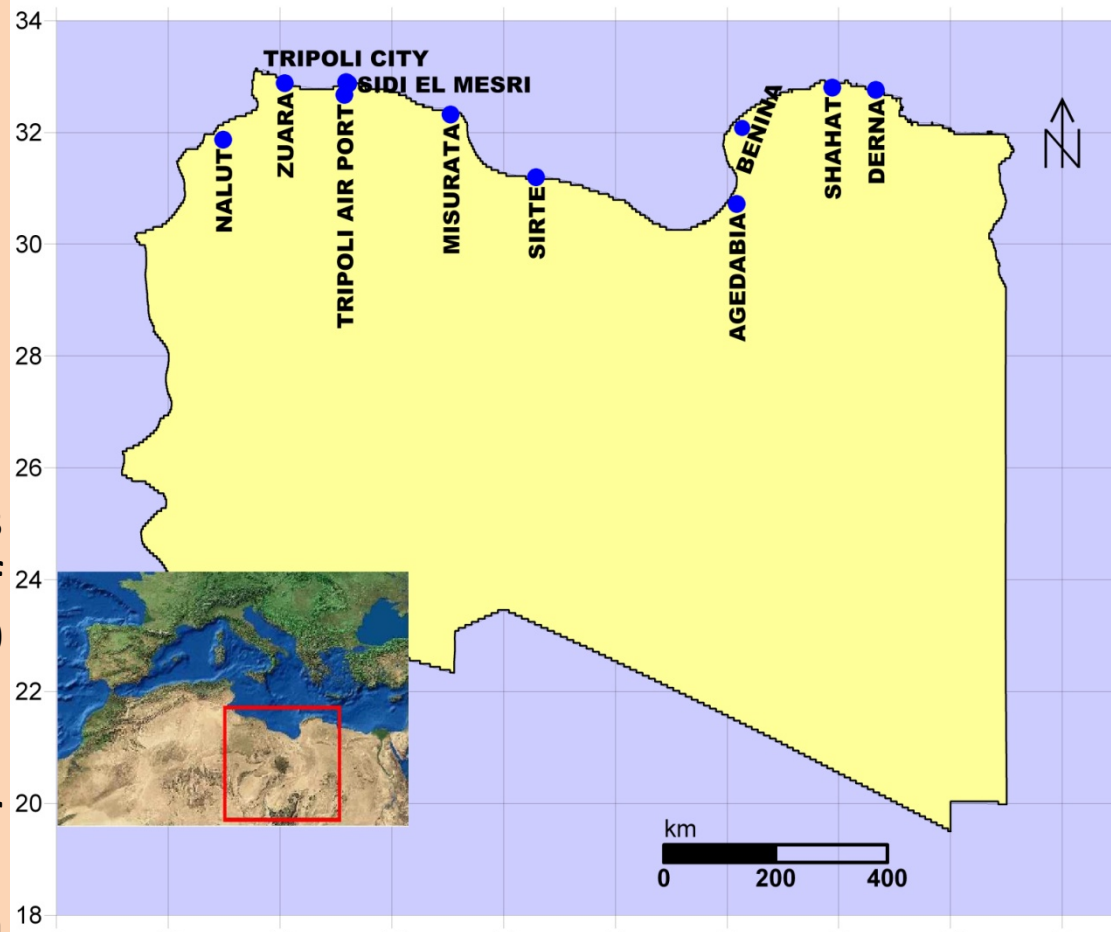 34
32
30
28
26
24
22
20
18
TRIPOLI CITY
SIDI EL MESRI
ZUARA
NALUT
TRIPOLI AIR PORT
MISURATA
SIRTE
BENINA
AGEDABIA
SHAHAT
DERNA
N
km
0 200 400